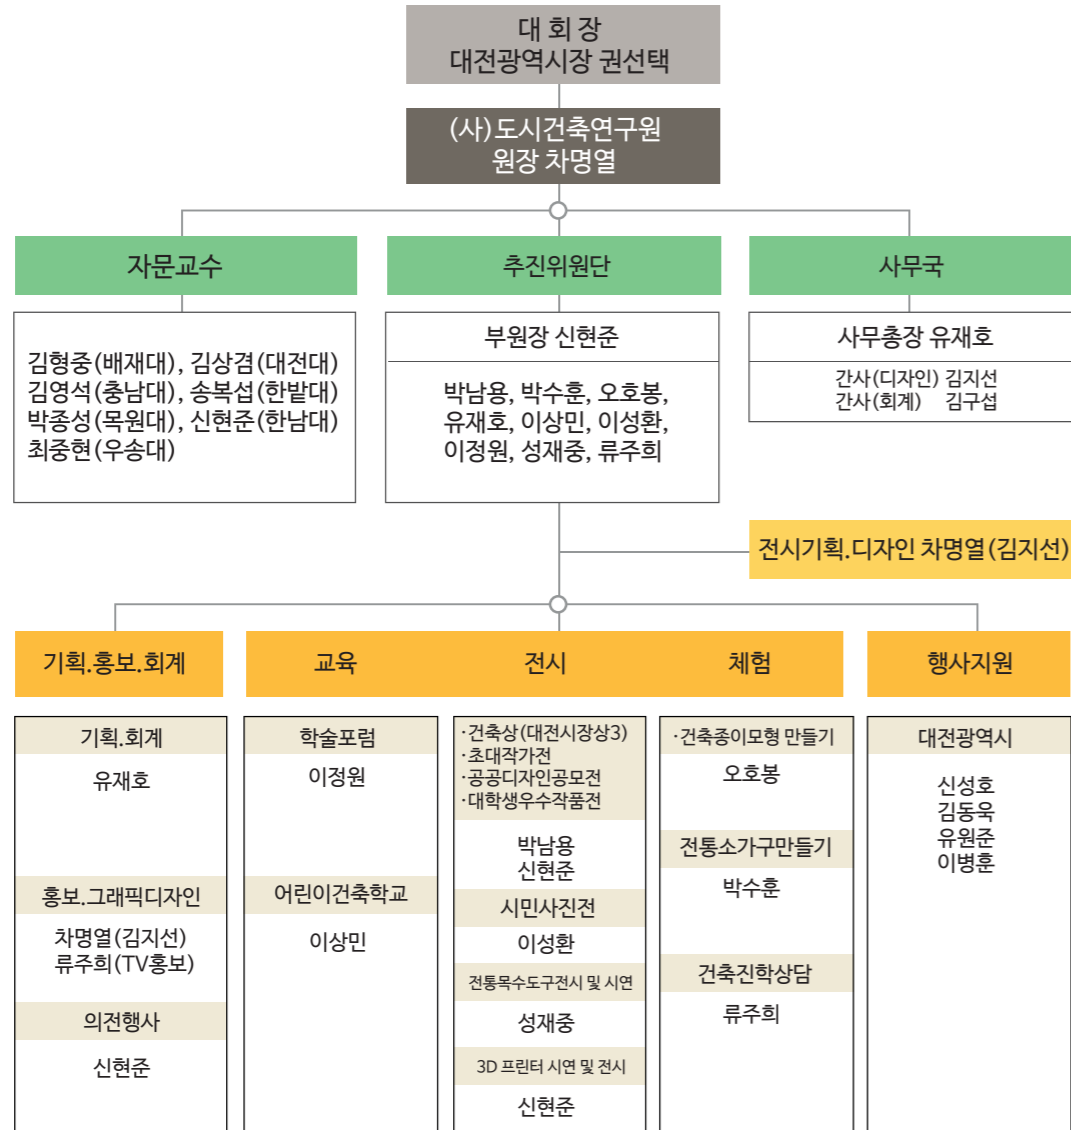 대 회 장
대전광역시장 권선택
(사)도시건축연구원
원장 차명열
자문교수
김형중(배재대), 김상겸(대전대)
김영석(충남대), 송복섭(한밭대)
박종성(목원대), 신현준(한남대)
최중현(우송대)
추진위원단
부원장 신현준
박남용, 박수훈, 오호봉,
유재호, 이상민, 이성환,
이정원, 성재중, 류주희
사무국
사무총장 유재호
간사(디자인) 김지선
간사(회계) 김구섭
전시기획.디자인 차명열(김지선)
기획.홍보.회계
기획.회계
유재호
홍보.그래픽디자인
차명열(김지선)
류주희(TV홍보)
의전행사
신현준
교육
학술포럼
이정원
어린이건축학교
이상민
전시
·건축상(대전시장상3)
·초대작가전
·공공디자인공모전
·대학생우수작품전
박남용
신현준
시민사진전
이성환
전통목수도구전시 및 시연
성재중
3D 프린터 시연 및 전시
신현준
체험
·건축종이모형 만들기
오호봉
전통소가구만들기
박수훈
건축진학상담
류주희
행사지원
대전광역시
신성호
김동욱
유원준
이병훈